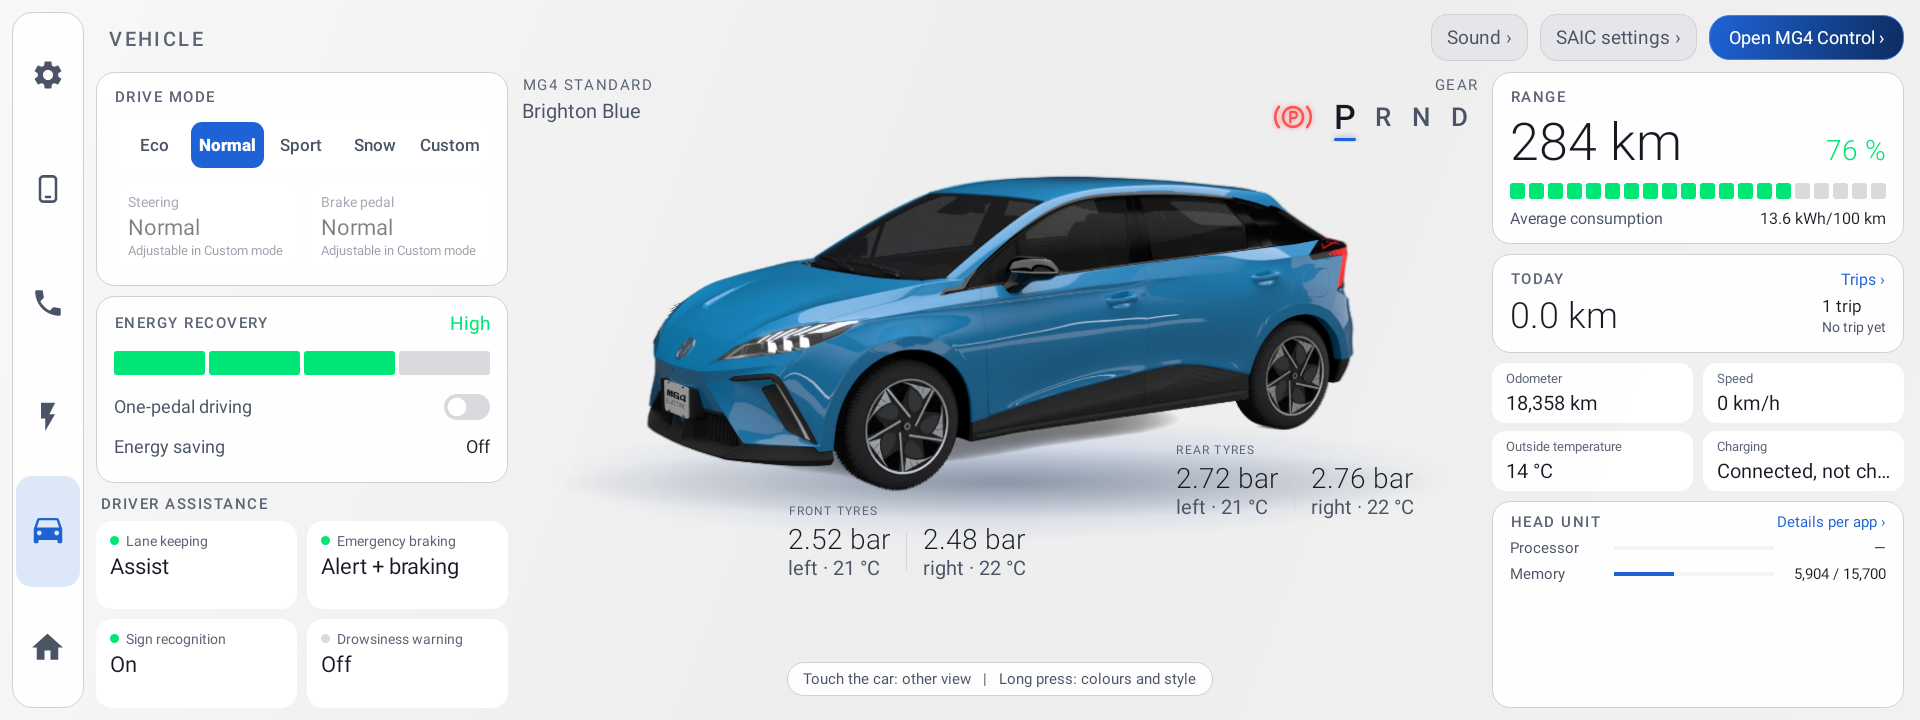 VEHICLE
Sound ›
SAIC settings ›
Open MG4 Control ›
DRIVE MODE
Eco
Normal
Sport
Snow
Custom
Steering
Normal
Adjustable in Custom mode
Brake pedal
Normal
Adjustable in Custom mode
ENERGY RECOVERY
High
One-pedal driving
Energy saving
Off
DRIVER ASSISTANCE
Lane keeping
Assist
Emergency braking
Alert + braking
Sign recognition
On
Drowsiness warning
Off
MG4 STANDARD
Brighton Blue
GEAR
(P) P R N D
MG4
ELECTRIC
REAR TYRES
2.72 bar
left · 21 °C
2.76 bar
right · 22 °C
FRONT TYRES
2.52 bar
left · 21 °C
2.48 bar
right · 22 °C
Touch the car: other view | Long press: colours and style
RANGE
284 km
76 %
Average consumption
13.6 kWh/100 km
TODAY
Trips ›
0.0 km
1 trip
No trip yet
Odometer
18,358 km
Speed
0 km/h
Outside temperature
14 °C
Charging
Connected, not ch...
HEAD UNIT
Details per app ›
Processor
–
Memory
5,904 / 15,700